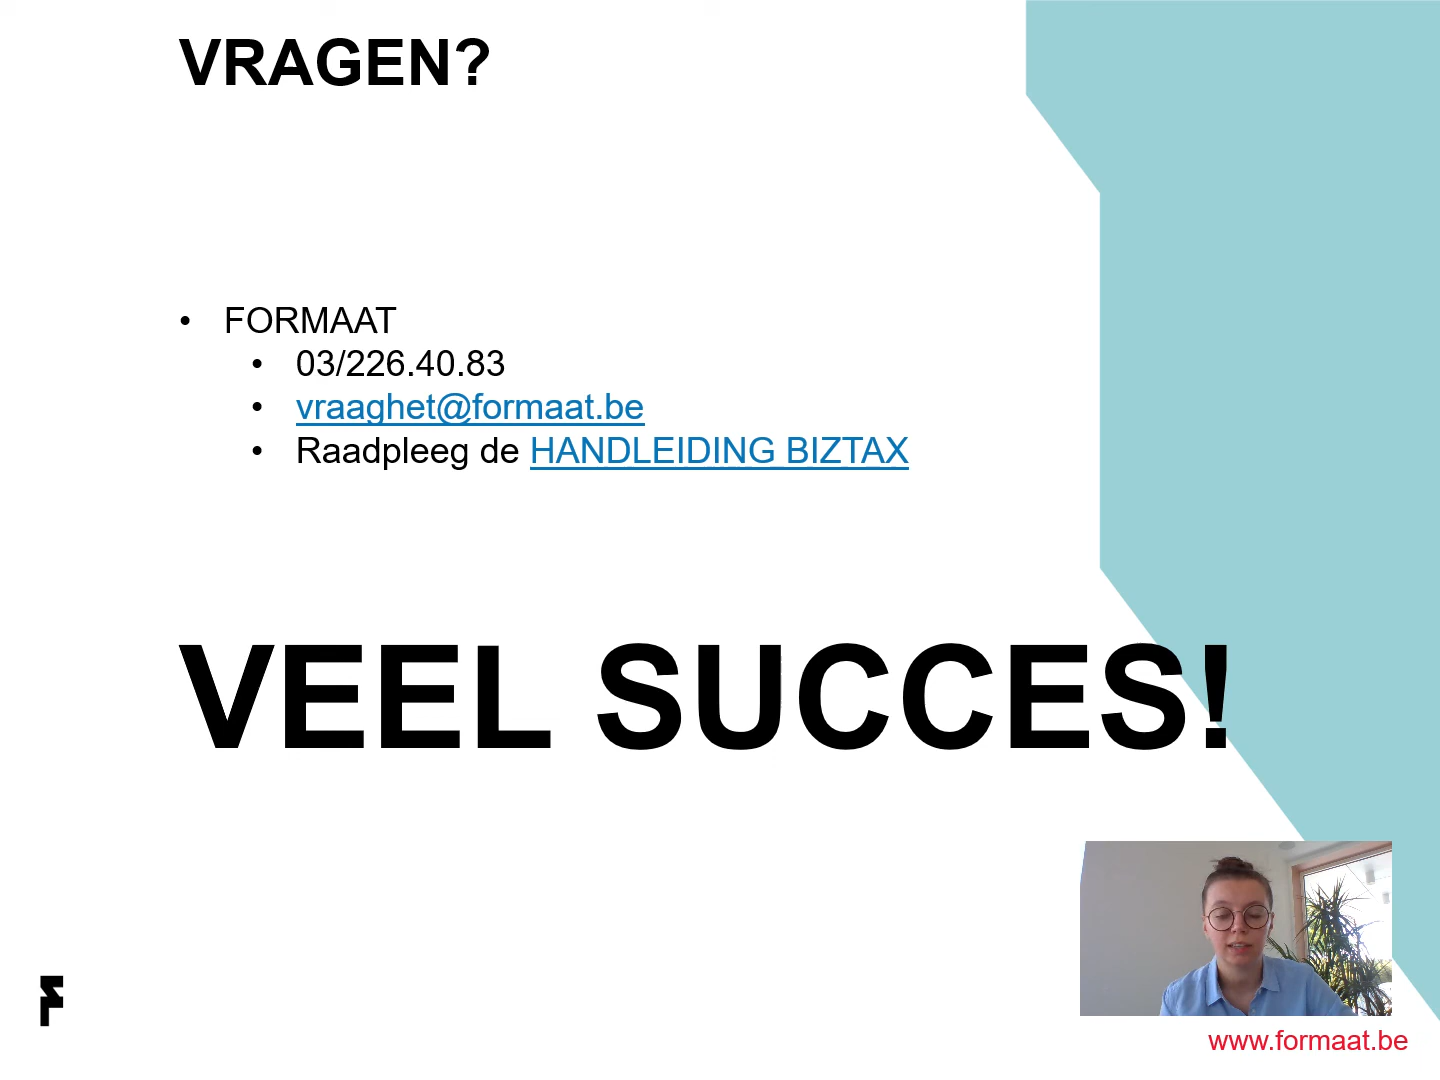 VRAGEN?
• FORMAAT
• 03/226.40.83
• vraaghet@formaat.be
• Raadpleeg de HANDLEIDING BIZTAX
VEEL SUCCES!
www.formaat.be